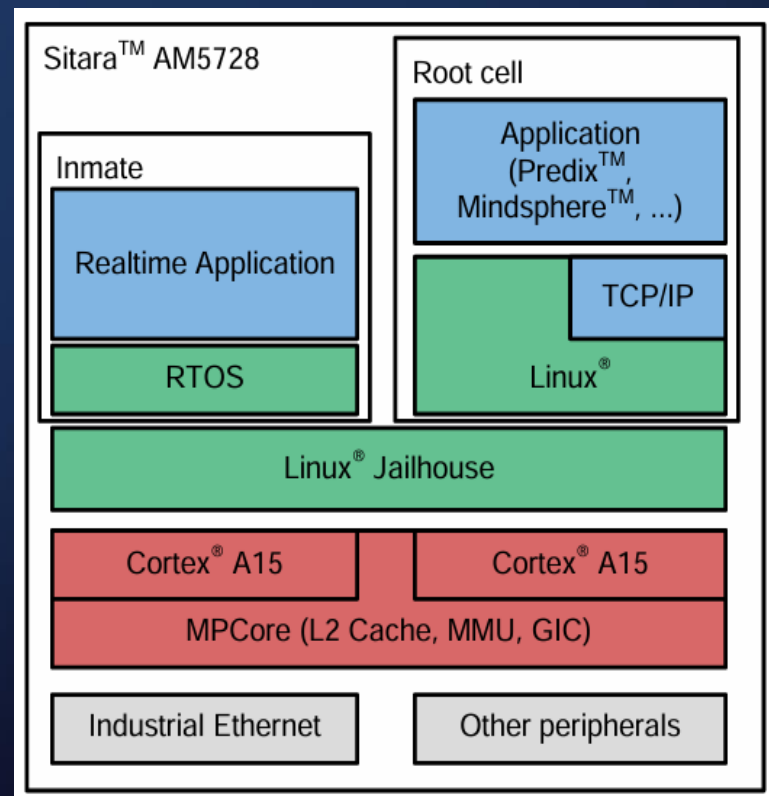 Sitara™ AM5728
Root cell
Application
(Predix™,
Mindsphere™, ...)
Inmate
Realtime Application
TCP/IP
RTOS
Linux®
Linux® Jailhouse
Cortex® A15
Cortex® A15
MPCore (L2 Cache, MMU, GIC)
Industrial Ethernet
Other peripherals